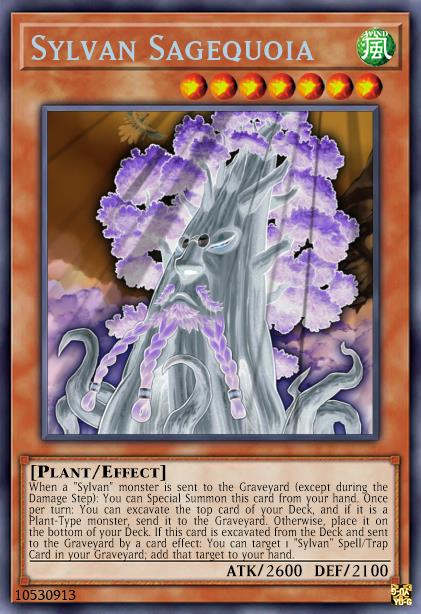 SYLVAN SAGEQUOIA
WIND
風
[PLANT/EFFECT]
When a "Sylvan" monster is sent to the Graveyard (except during the
Damage Step): You can Special Summon this card from your hand. Once
per turn: You can excavate the top card of your Deck, and if it is a
Plant-Type monster, send it to the Graveyard. Otherwise, place it on
the bottom of your Deck. If this card is excavated from the Deck and sent
to the Graveyard by a card effect: You can target 1 "Sylvan" Spell/Trap
Card in your Graveyard; add that target to your hand.
ATK/2600 DEF/2100
10530913